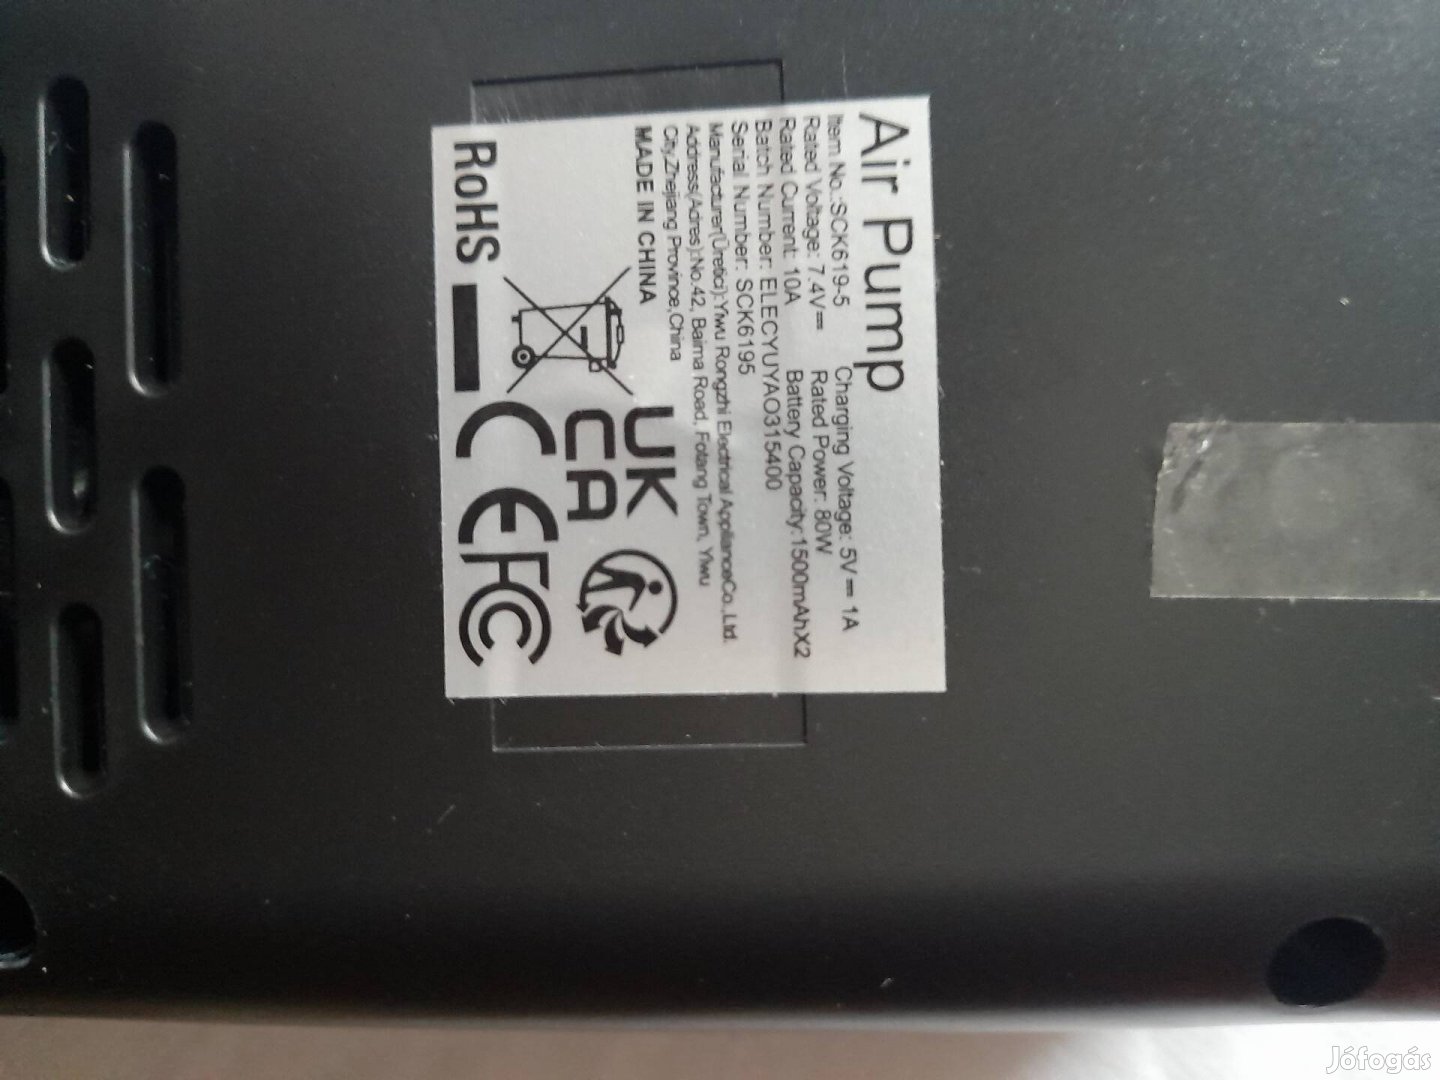 Air Pump
Item No.:SCK619-5 Charging Voltage: 5V⎓ 1A
Rated Voltage: 7.4V⎓ Rated Power: 80W
Rated Current: 10A Battery Capacity:1500mAhX2
Batch Number: ELECYUYAO315400
Serial Number: SCK6195
Manufacturer(Üretici):Yiwu Rongzhi Electrical ApplianceCo.,Ltd.
Address(Adres):No.42, Baima Road, Fotang Town, Yiwu
City,Zhejiang Province,China
MADE IN CHINA
UK
CA
RoHS CE FC
Jófogás